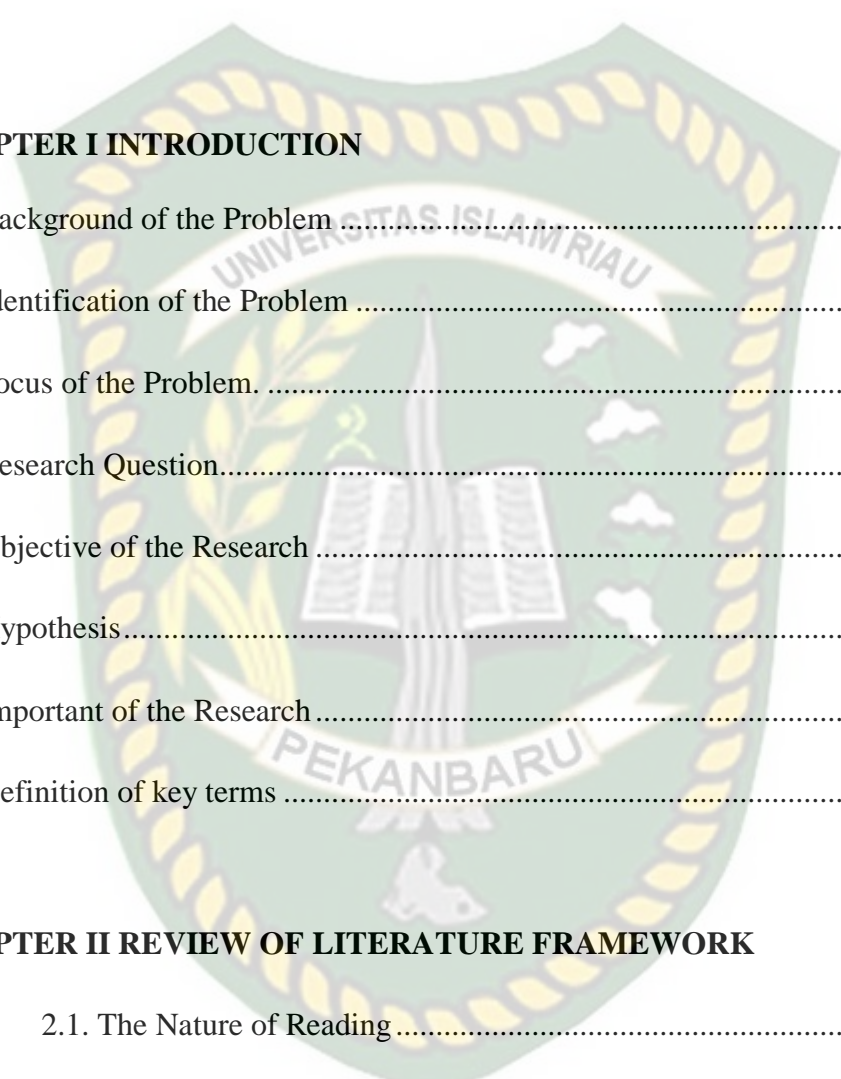 PTER I INTRODUCTION
ackground of the Problem ..............................................................
UNIVERSITAS ISLAM RIAU
dentification of the Problem ............................................................
ocus of the Problem. .......................................................................
esearch Question.............................................................................
bjective of the Research .................................................................
ypothesis.........................................................................................
mportant of the Research .................................................................
PEKANBARU
efinition of key terms .....................................................................
PTER II REVIEW OF LITERATURE FRAMEWORK
2.1. The Nature of Reading .......................................................